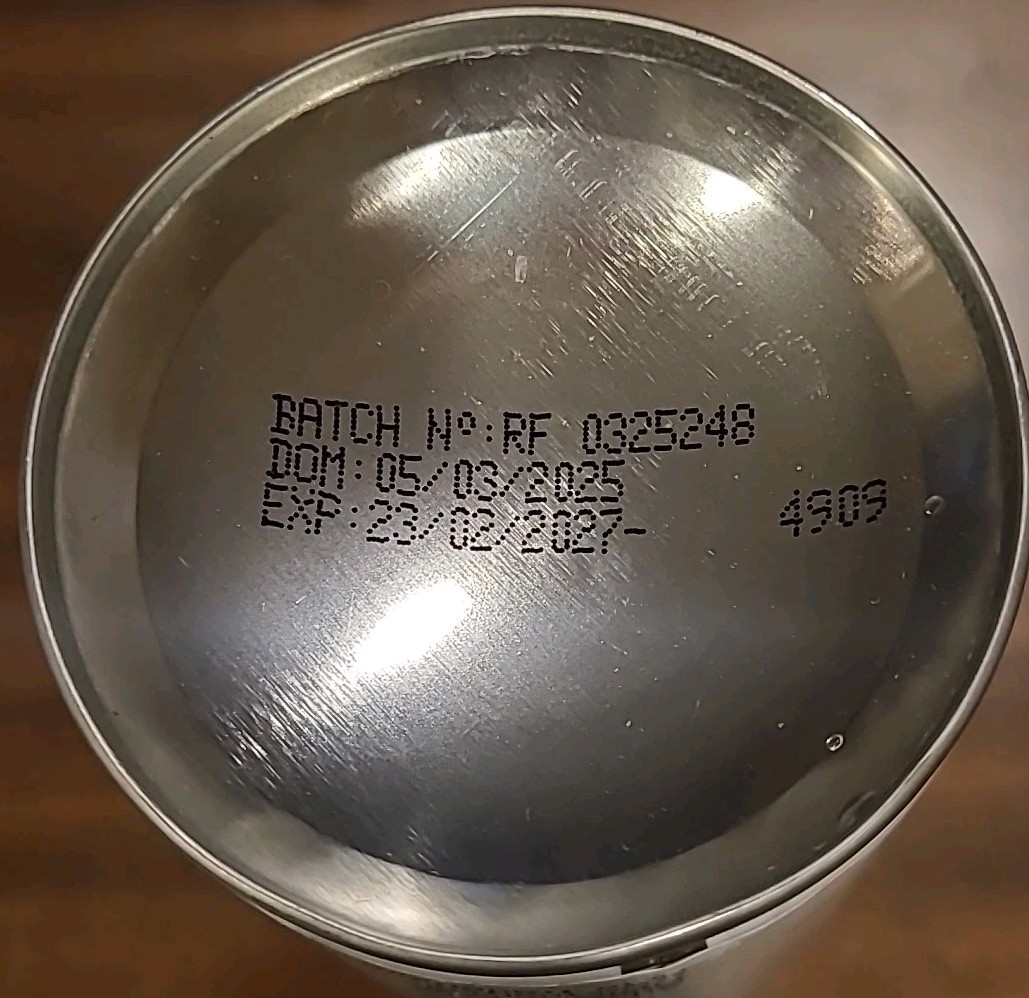 BATCH Nº:RF 0325248
DOM:05/03/2025
EXP:23/02/2027- 4909